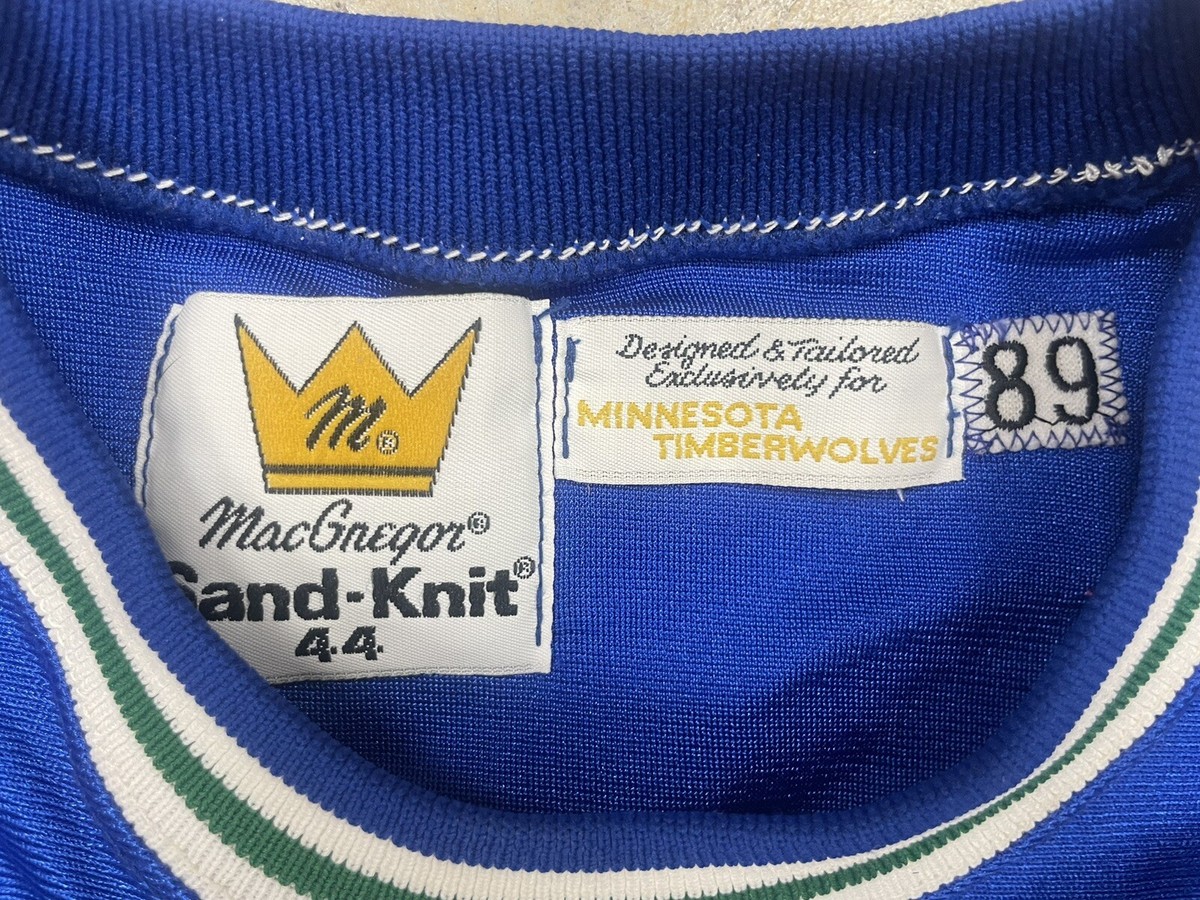 M®
MacGregor®
Sand-Knit®
44
Designed & Tailored
Exclusively for
MINNESOTA
TIMBERWOLVES
89